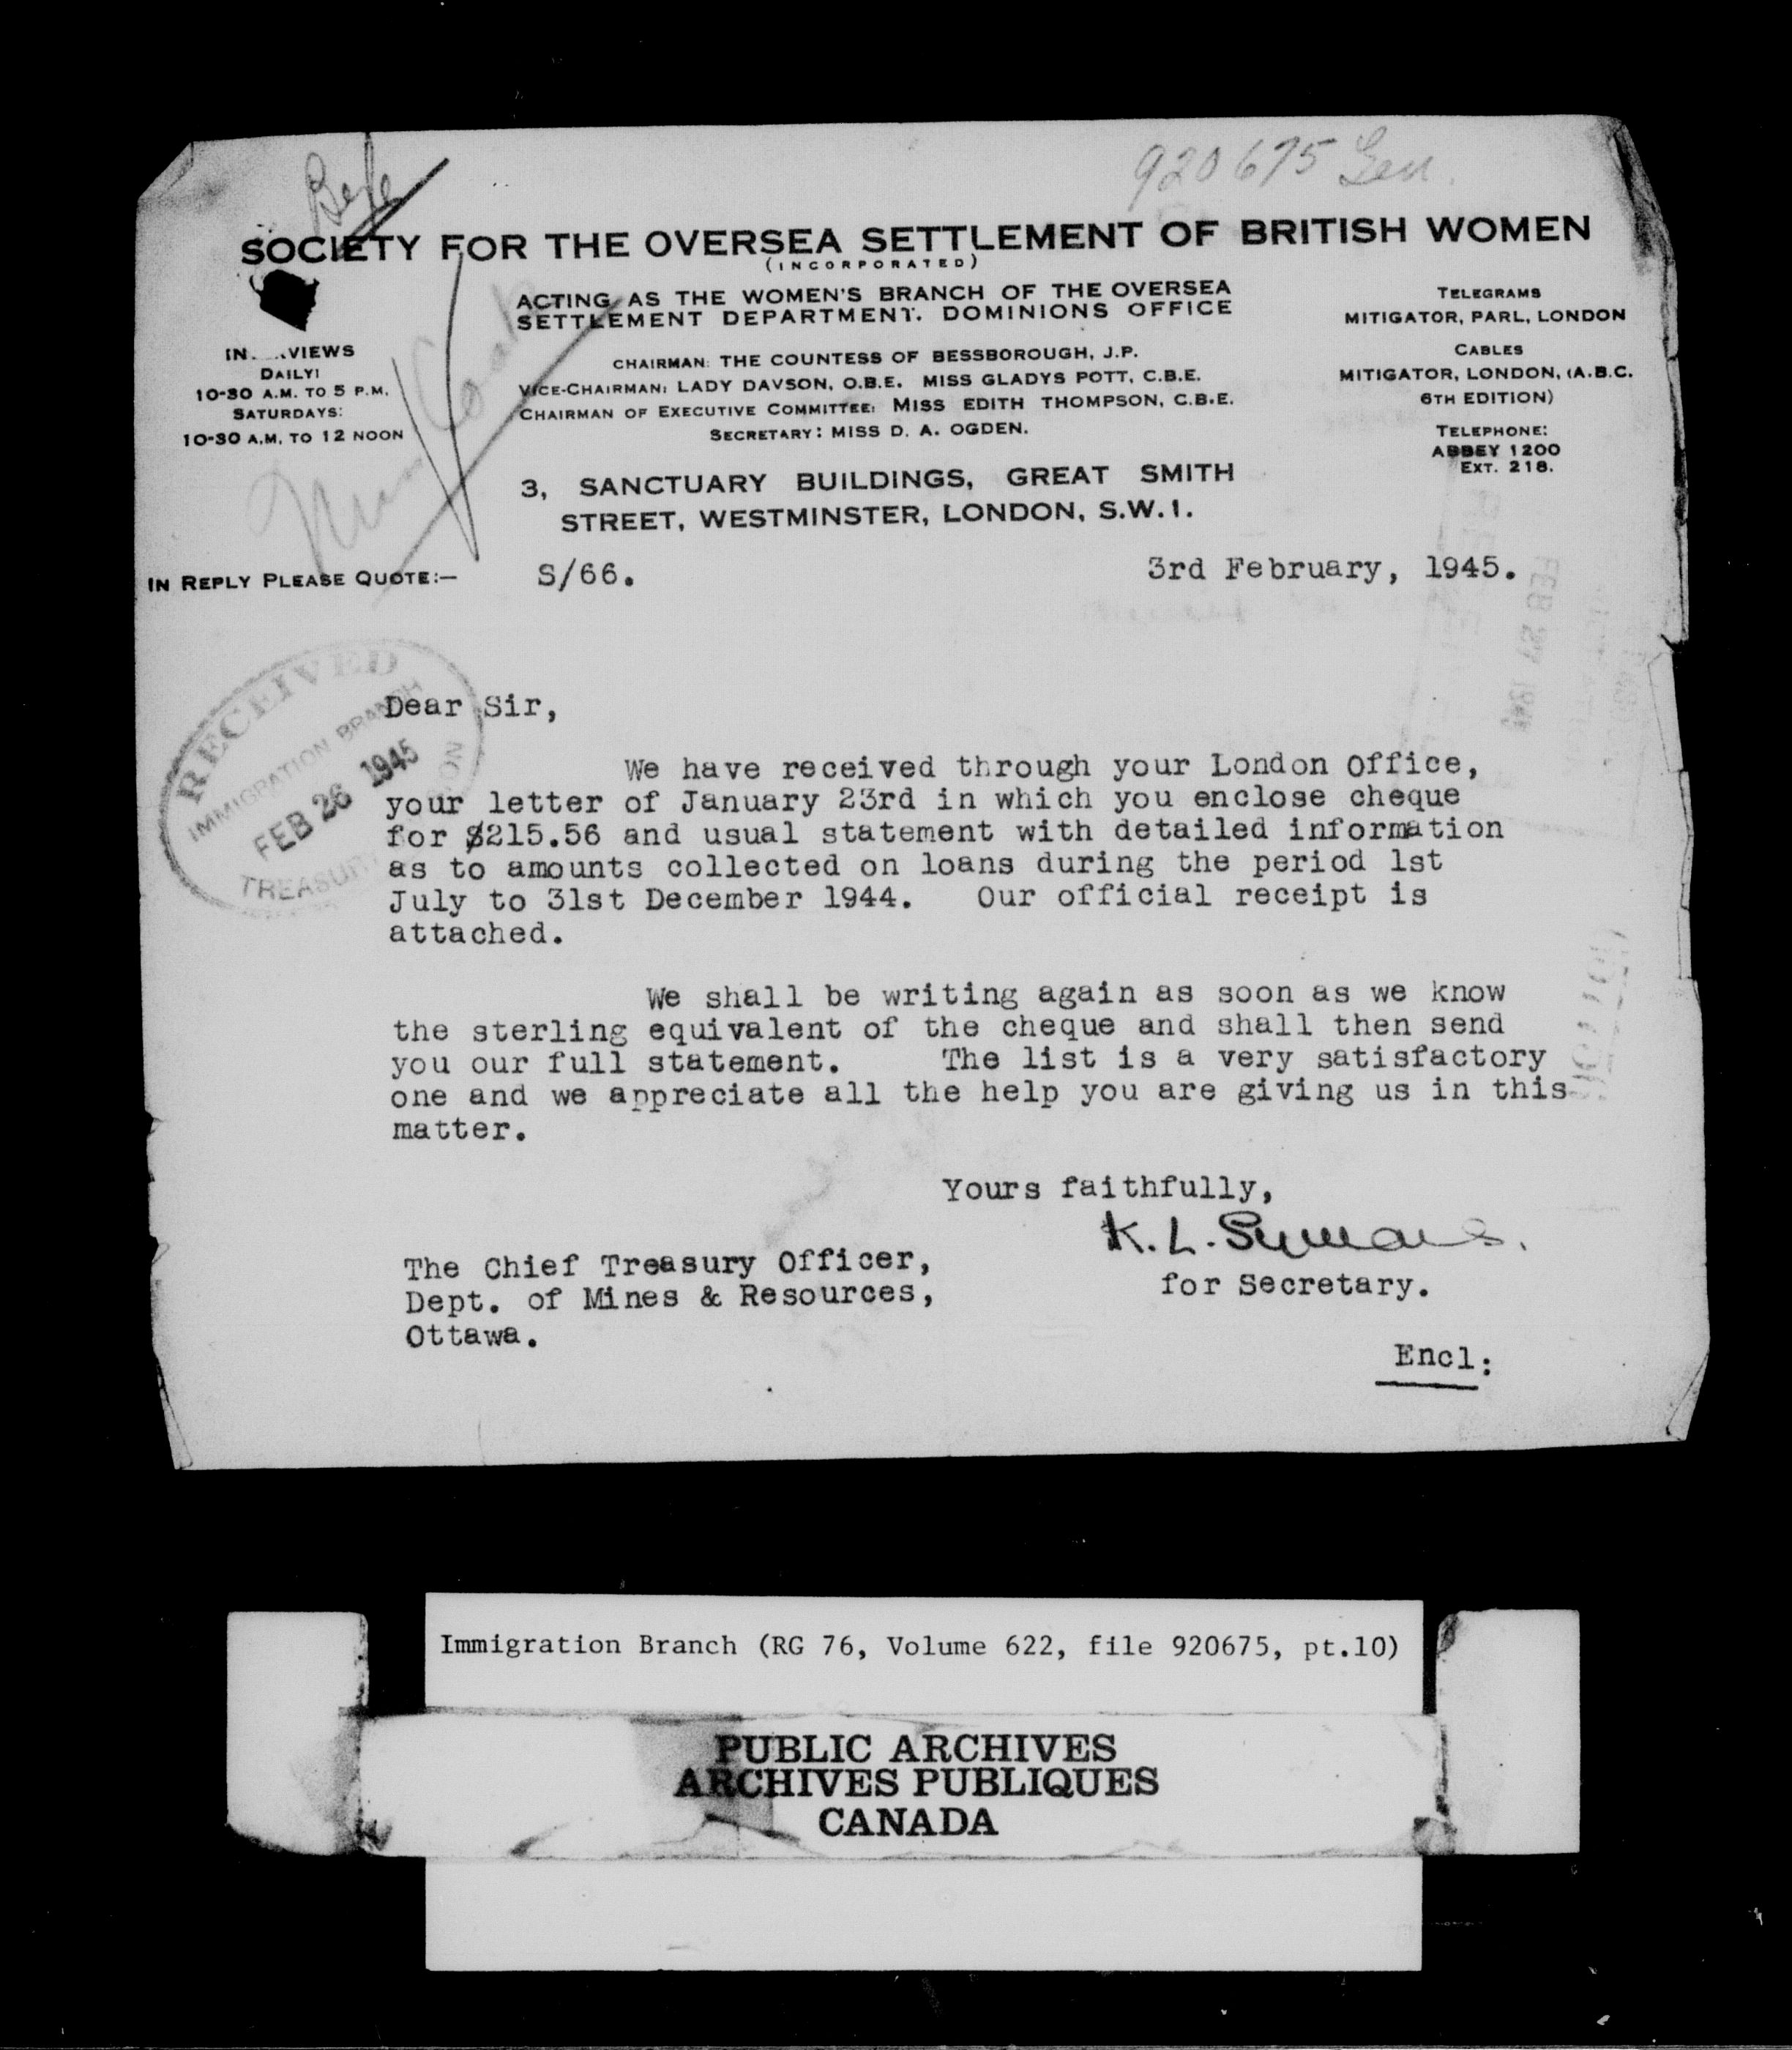 920675 Gen.
SOCIETY FOR THE OVERSEA SETTLEMENT OF BRITISH WOMEN
(INCORPORATED)
ACTING AS THE WOMEN'S BRANCH OF THE OVERSEA
SETTLEMENT DEPARTMENT. DOMINIONS OFFICE
CHAIRMAN: THE COUNTESS OF BESSBOROUGH, J.P.
VICE-CHAIRMAN: LADY DAVSON, O.B.E. MISS GLADYS POTT, C.B.E.
CHAIRMAN OF EXECUTIVE COMMITTEE: MISS EDITH THOMPSON, C.B.E.
SECRETARY: MISS D. A. OGDEN.
3, SANCTUARY BUILDINGS, GREAT SMITH
STREET, WESTMINSTER, LONDON, S.W.1.
IN...VIEWS
DAILY:
10-30 A.M. TO 5 P.M.
SATURDAYS:
10-30 A.M. TO 12 NOON
TELEGRAMS
MITIGATOR, PARL, LONDON
CABLES
MITIGATOR, LONDON, (A.B.C.
6TH EDITION)
TELEPHONE:
ABBEY 1200
EXT. 218.
IN REPLY PLEASE QUOTE:— S/66. 3rd February, 1945.
RECEIVED
IMMIGRATION BRANCH
FEB 26 1945
TREASURY
Dear Sir,
We have received through your London Office,
your letter of January 23rd in which you enclose cheque
for $215.56 and usual statement with detailed information
as to amounts collected on loans during the period 1st
July to 31st December 1944. Our official receipt is
attached.
We shall be writing again as soon as we know
the sterling equivalent of the cheque and shall then send
you our full statement. The list is a very satisfactory
one and we appreciate all the help you are giving us in this
matter.
Yours faithfully,
K. L. Symans.
for Secretary.
The Chief Treasury Officer,
Dept. of Mines & Resources,
Ottawa.
Encl:
Immigration Branch (RG 76, Volume 622, file 920675, pt.10)
PUBLIC ARCHIVES
ARCHIVES PUBLIQUES
CANADA